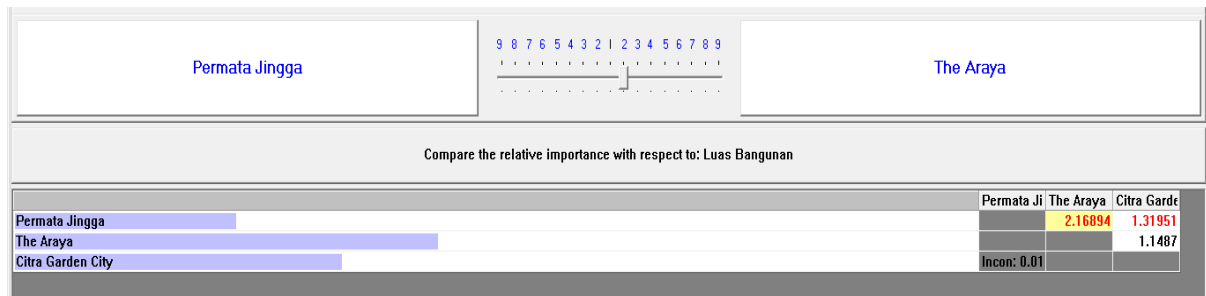 9 8 7 6 5 4 3 2 1 2 3 4 5 6 7 8 9
Permata Jingga The Araya
Compare the relative importance with respect to: Luas Bangunan
Permata Ji The Araya Citra Garde
Permata Jingga 2.16894 1.31951
The Araya 1.1487
Citra Garden City Incon: 0.01